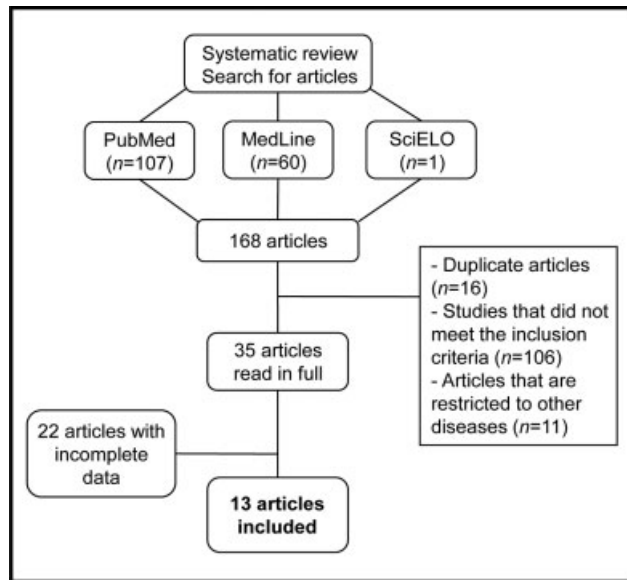 Systematic review
Search for articles
PubMed
(n=107)
MedLine
(n=60)
SciELO
(n=1)
168 articles
- Duplicate articles
(n=16)
- Studies that did not
meet the inclusion
criteria (n=106)
- Articles that are
restricted to other
diseases (n=11)
35 articles
read in full
22 articles with
incomplete
data
13 articles
included